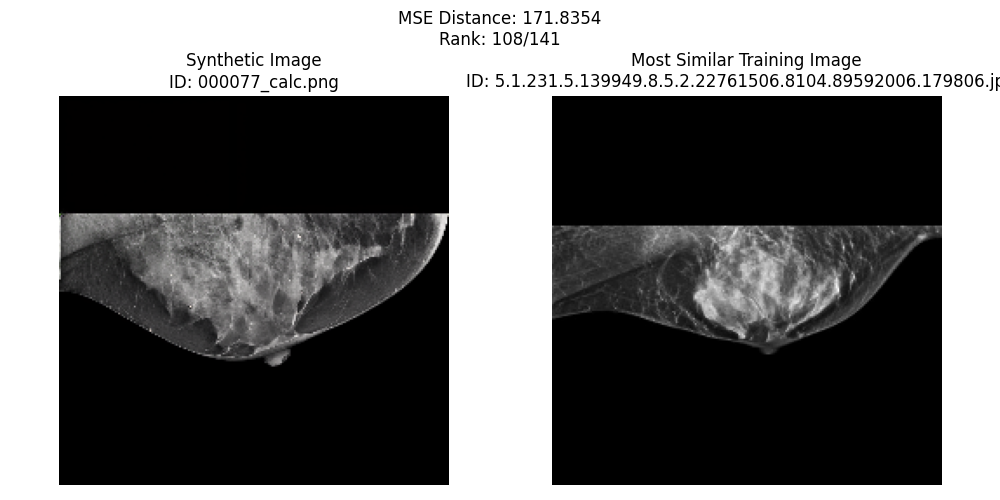 MSE Distance: 171.8354
Rank: 108/141
Synthetic Image
ID: 000077_calc.png
Most Similar Training Image
ID: 5.1.231.5.139949.8.5.2.22761506.8104.89592006.179806.jp